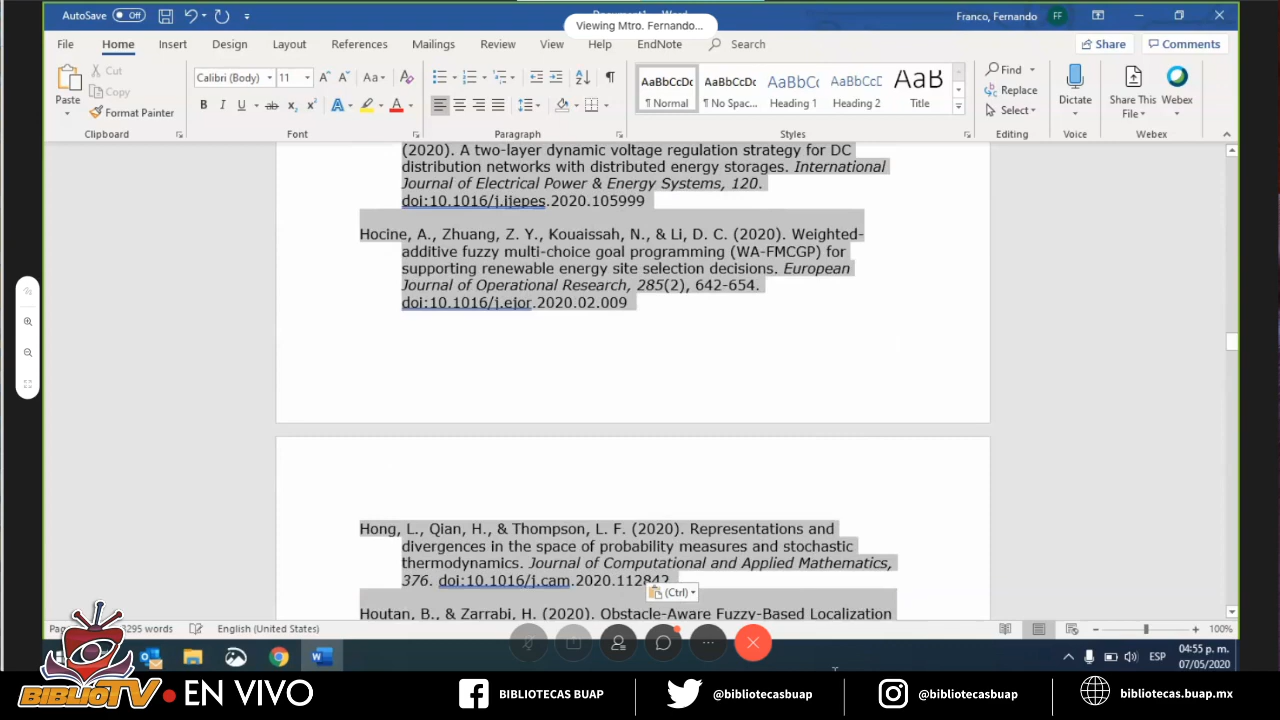 AutoSave Off
Document1 - Word
Viewing Mtro. Fernando...
Franco, Fernando FF
File Home Insert Design Layout References Mailings Review View Help EndNote Search
Share Comments
Paste
Cut
Copy
Format Painter
Calibri (Body) 11
AaBbCcDc AaBbCcDc AaBbCc AaBbCcC AaB
¶ Normal ¶ No Spac... Heading 1 Heading 2 Title
Find
Replace
Select
Dictate
Share This File
Webex
Clipboard Font Paragraph Styles Editing Voice Webex
(2020). A two-layer dynamic voltage regulation strategy for DC
distribution networks with distributed energy storages. International
Journal of Electrical Power & Energy Systems, 120.
doi:10.1016/j.ijepes.2020.105999
Hocine, A., Zhuang, Z. Y., Kouaissah, N., & Li, D. C. (2020). Weighted-
additive fuzzy multi-choice goal programming (WA-FMCGP) for
supporting renewable energy site selection decisions. European
Journal of Operational Research, 285(2), 642-654.
doi:10.1016/j.ejor.2020.02.009
Hong, L., Qian, H., & Thompson, L. F. (2020). Representations and
divergences in the space of probability measures and stochastic
thermodynamics. Journal of Computational and Applied Mathematics,
376. doi:10.1016/j.cam.2020.112842
(Ctrl)
Houtan, B., & Zarrabi, H. (2020). Obstacle-Aware Fuzzy-Based Localization
3295 words English (United States)
100%
ESP
04:55 p. m.
07/05/2020
BIBLIOTV EN VIVO
BIBLIOTECAS BUAP
@bibliotecasbuap
@bibliotecasbuap
bibliotecas.buap.mx